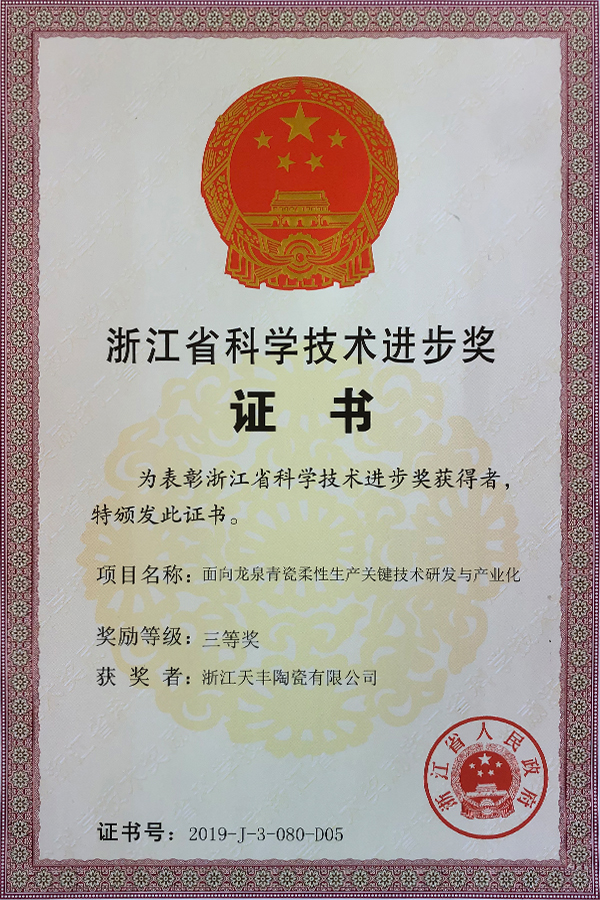 浙江省科学技术进步奖
证 书
为表彰浙江省科学技术进步奖获得者，
特颁发此证书。
项目名称：面向龙泉青瓷柔性生产关键技术研发与产业化
奖励等级：三等奖
获 奖 者：浙江天丰陶瓷有限公司
浙江省人民政府
证书号：2019-J-3-080-D05